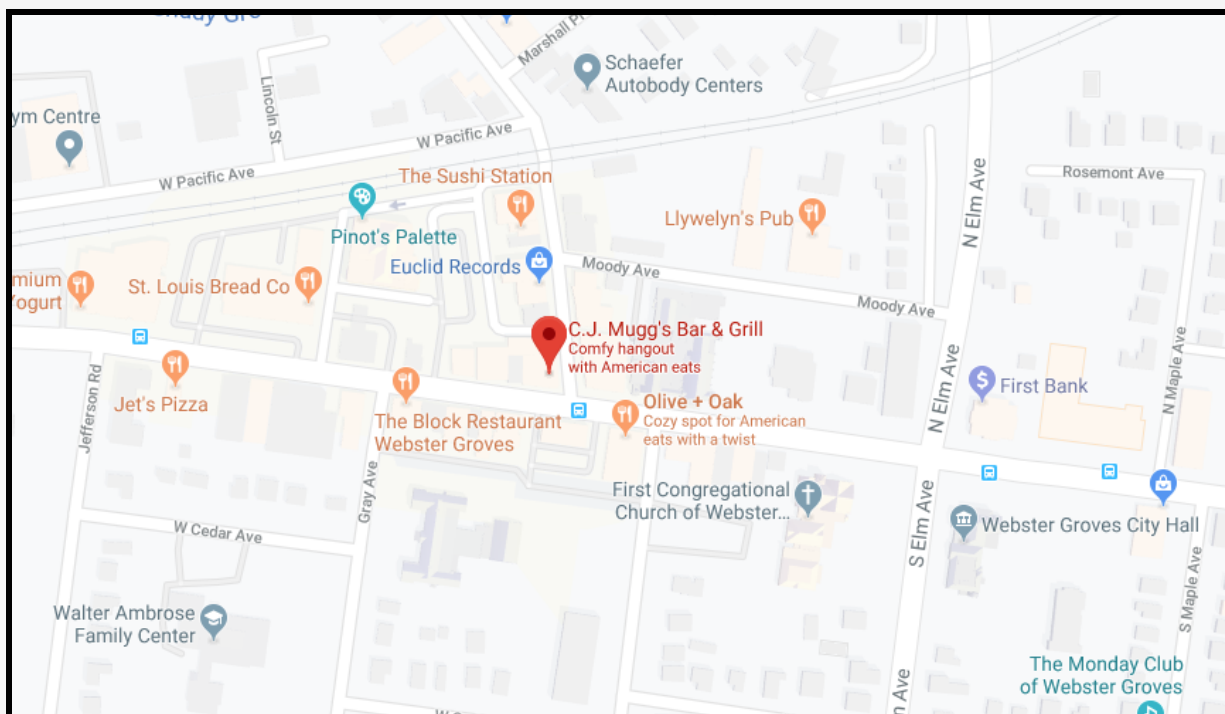 Marshall
Schaefer
Autobody Centers
Lincoln St
ym Centre
W Pacific Ave
W Pacific Ave
The Sushi Station
Rosemont Ave
N Elm Ave
Llywelyn's Pub
Pinot's Palette
Euclid Records
Moody Ave
mium
Yogurt
St. Louis Bread Co
Moody Ave
C.J. Mugg's Bar & Grill
Comfy hangout
with American eats
N Elm Ave
N Maple Ave
$
First Bank
Jefferson Rd
Jet's Pizza
The Block Restaurant
Webster Groves
Olive + Oak
Cozy spot for American
eats with a twist
Gray Ave
First Congregational
Church of Webster...
S Elm Ave
Webster Groves City Hall
W Cedar Ave
S Maple Ave
Walter Ambrose
Family Center
The Monday Club
of Webster Groves
Ave